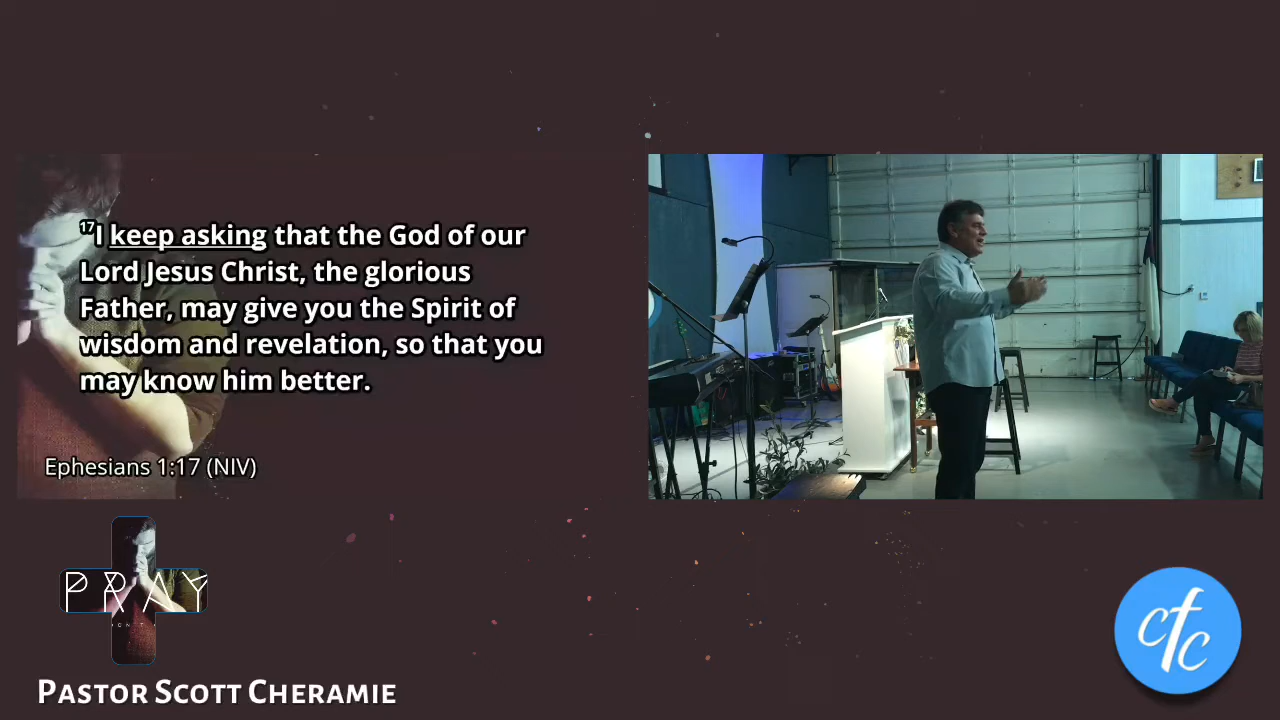 ¹⁷I keep asking that the God of our
Lord Jesus Christ, the glorious
Father, may give you the Spirit of
wisdom and revelation, so that you
may know him better.
Ephesians 1:17 (NIV)
PRAY
PASTOR SCOTT CHERAMIE
cfc